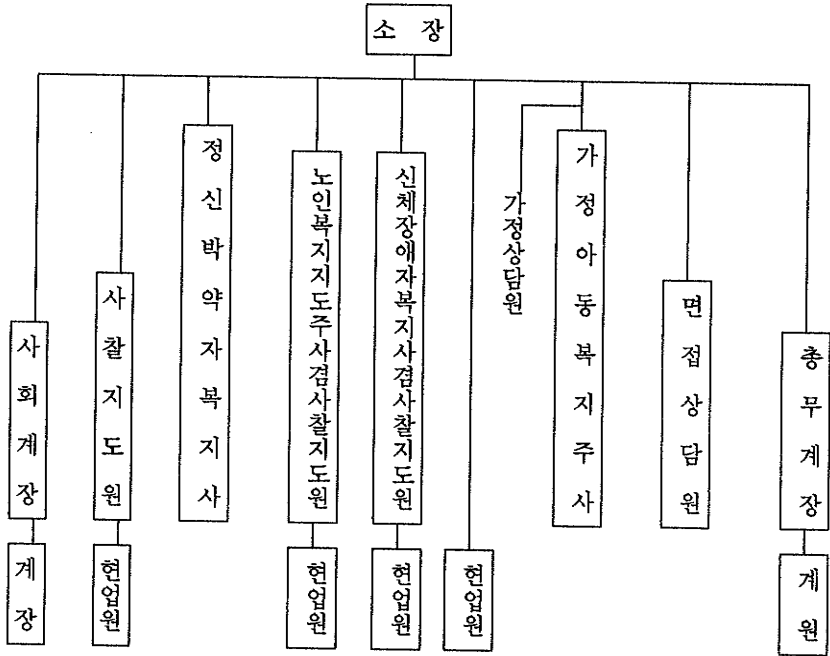 소 장
사회계장
계장
사찰지도원
현업원
정신박약자복지사
노인복지지도주사겸사찰지도원
현업원
신체장애자복지사겸사찰지도원
현업원
현업원
가정상담원
가정아동복지주사
면접상담원
총무계장
계원